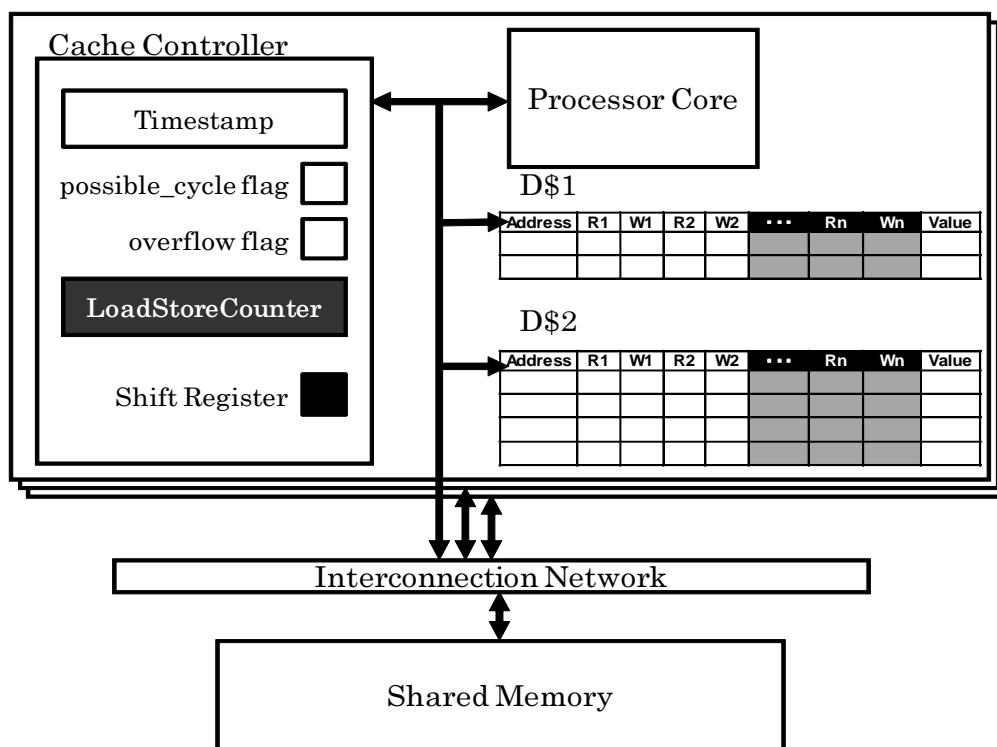 Cache Controller
Timestamp
possible_cycle flag
overflow flag
LoadStoreCounter
Shift Register
Processor Core
D$1
Address R1 W1 R2 W2 ... Rn Wn Value
D$2
Address R1 W1 R2 W2 ... Rn Wn Value
Interconnection Network
Shared Memory